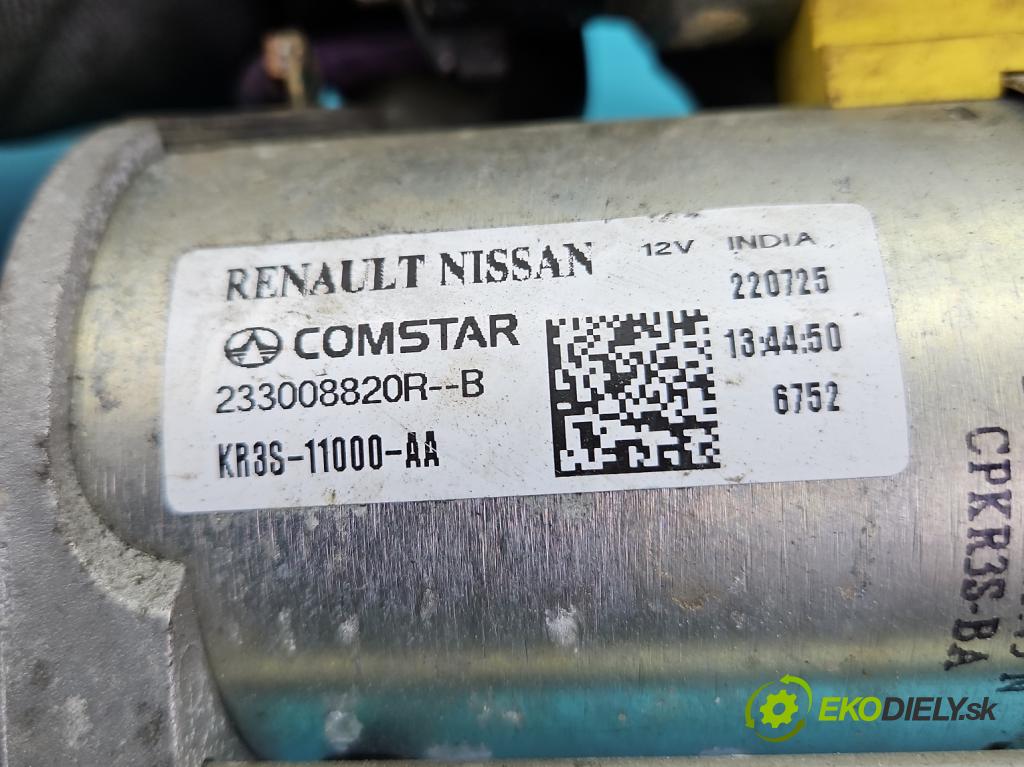 RENAULT NISSAN 12V INDIA
220725
COMSTAR 13:44:50
233008820R--B 6752
KR3S-11000-AA
CPKR3S-BA
EKODIELY.sk